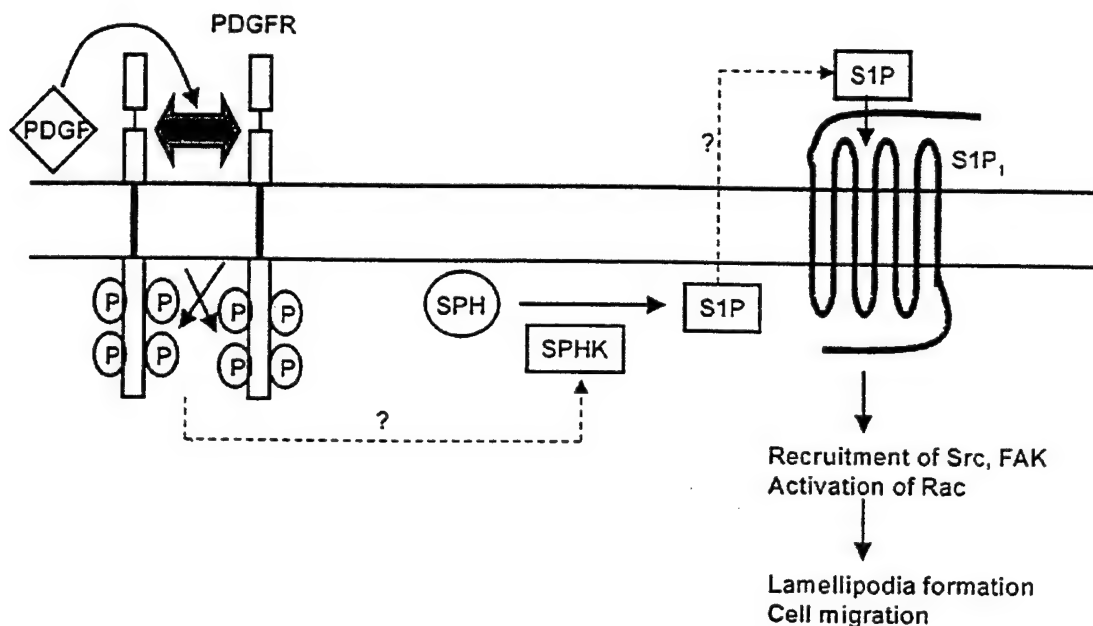 PDGFR
PDGF
S1P
?
S1P1
P
P
P
P
P
P
P
P
SPH
S1P
SPHK
?
Recruitment of Src, FAK
Activation of Rac
Lamellipodia formation
Cell migration